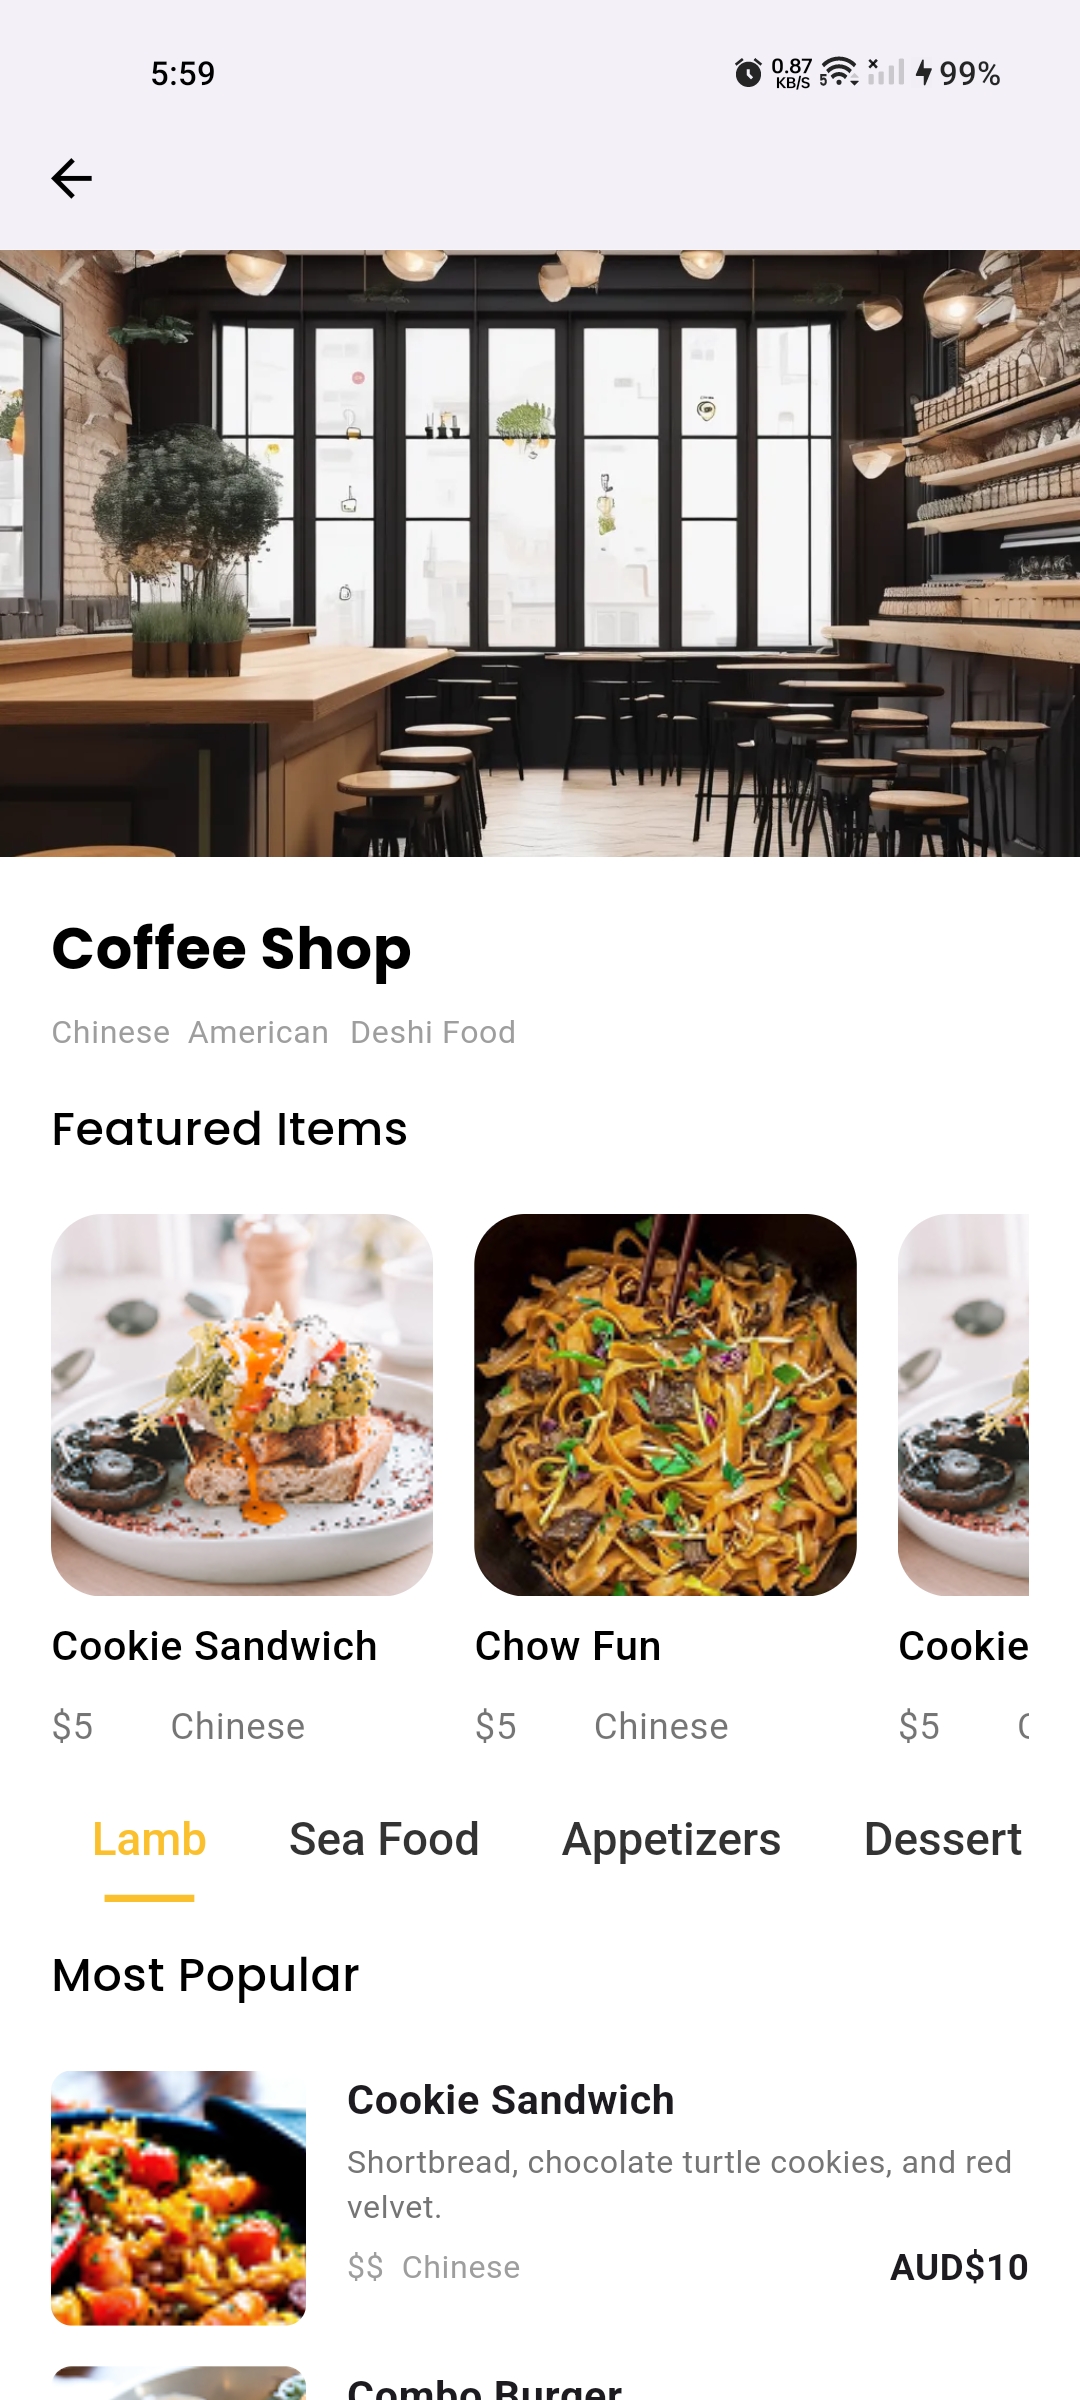 5:59
0.87
KB/S
5
99%
Coffee Shop
Chinese American Deshi Food
Featured Items
Cookie Sandwich
Chow Fun
Cookie
$5 Chinese
$5 Chinese
$5
Lamb
Sea Food
Appetizers
Dessert
Most Popular
Cookie Sandwich
Shortbread, chocolate turtle cookies, and red
velvet.
$$ Chinese
AUD$10
Combo Burger